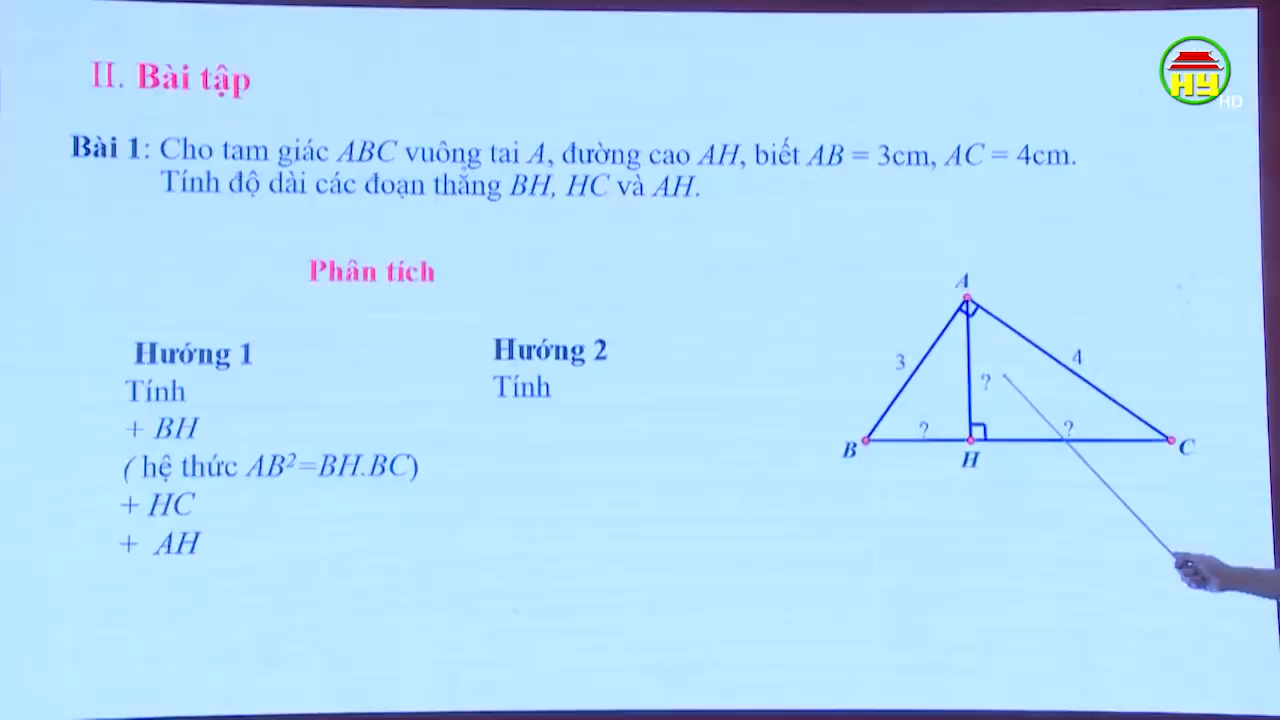 HY
HD
II. Bài tập
Bài 1: Cho tam giác ABC vuông tai A, đường cao AH, biết AB = 3cm, AC = 4cm.
Tính độ dài các đoạn thẳng BH, HC và AH.
Phân tích
Hướng 1
Tính
+ BH
( hệ thức AB²=BH.BC)
+ HC
+ AH
Hướng 2
Tính
A
3
4
?
?
?
B
H
C